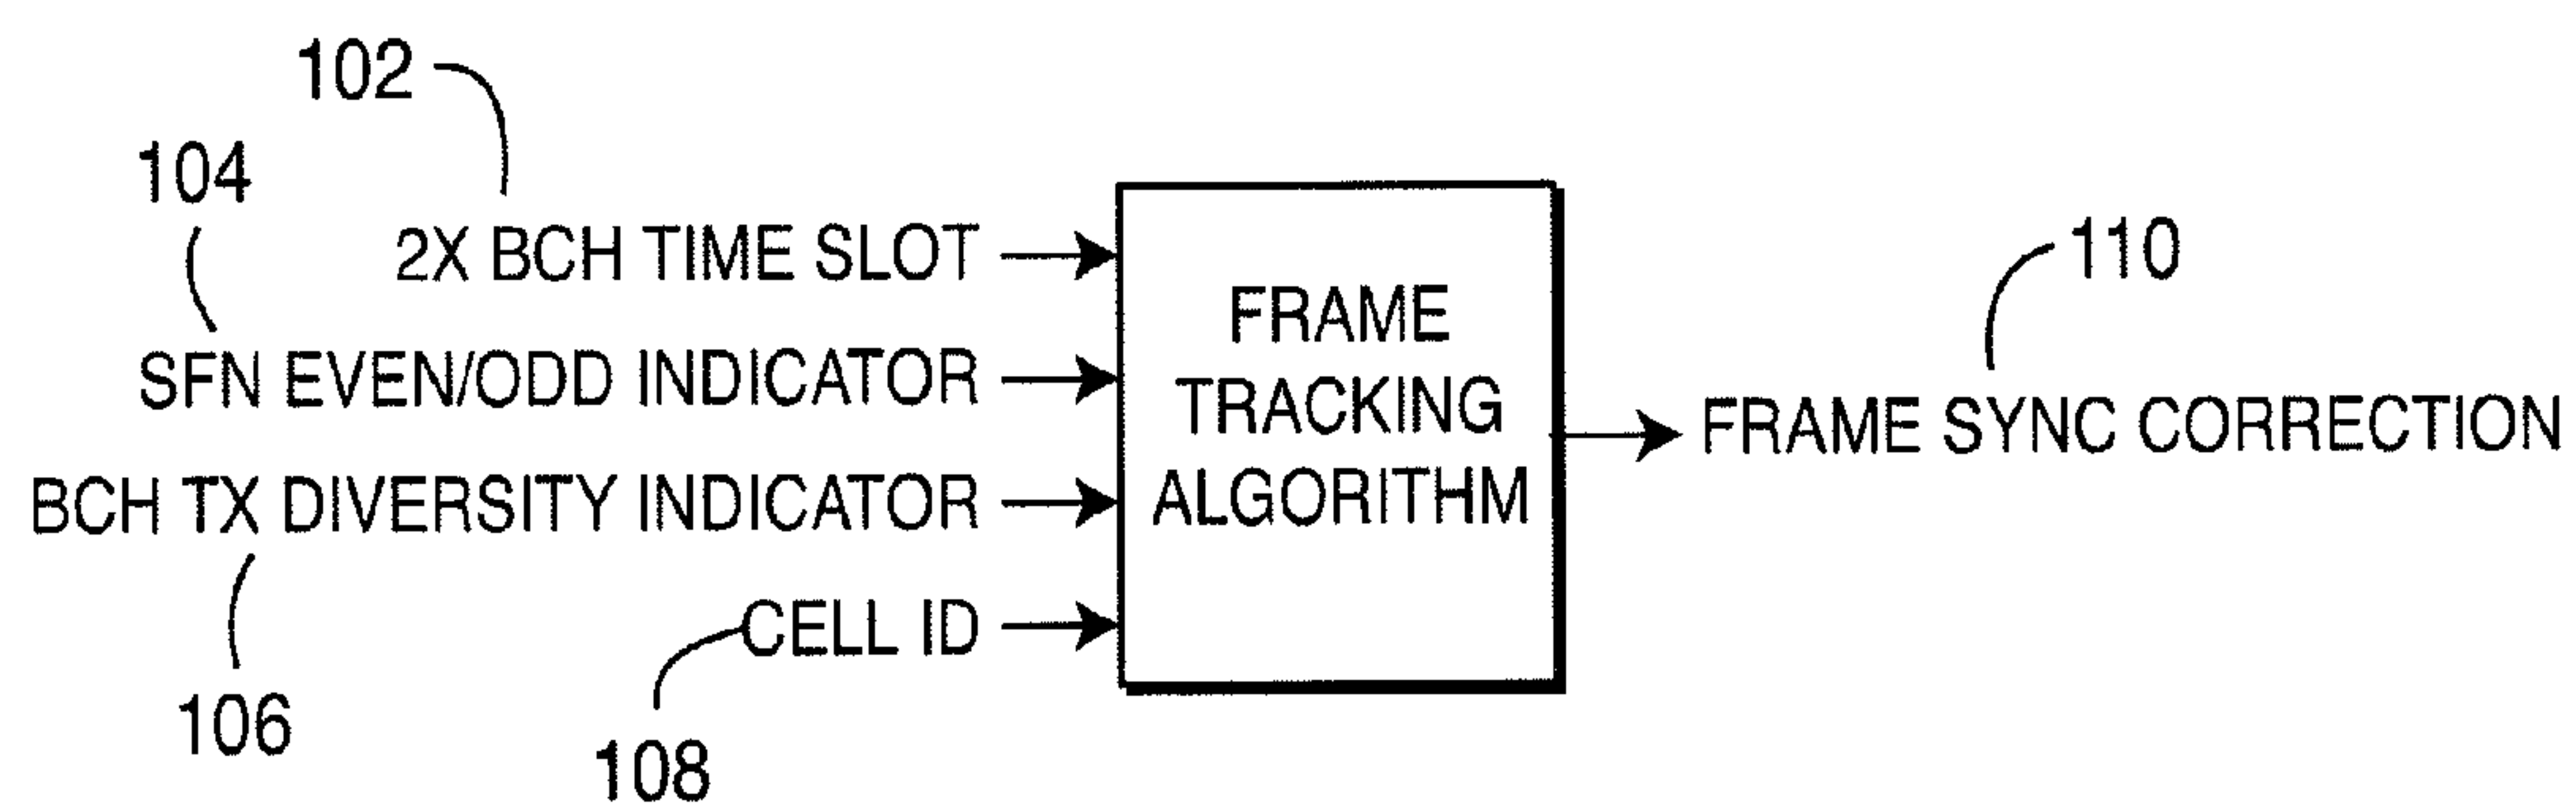 102
104
2X BCH TIME SLOT
SFN EVEN/ODD INDICATOR
BCH TX DIVERSITY INDICATOR
CELL ID
106
108
FRAME
TRACKING
ALGORITHM
110
FRAME SYNC CORRECTION